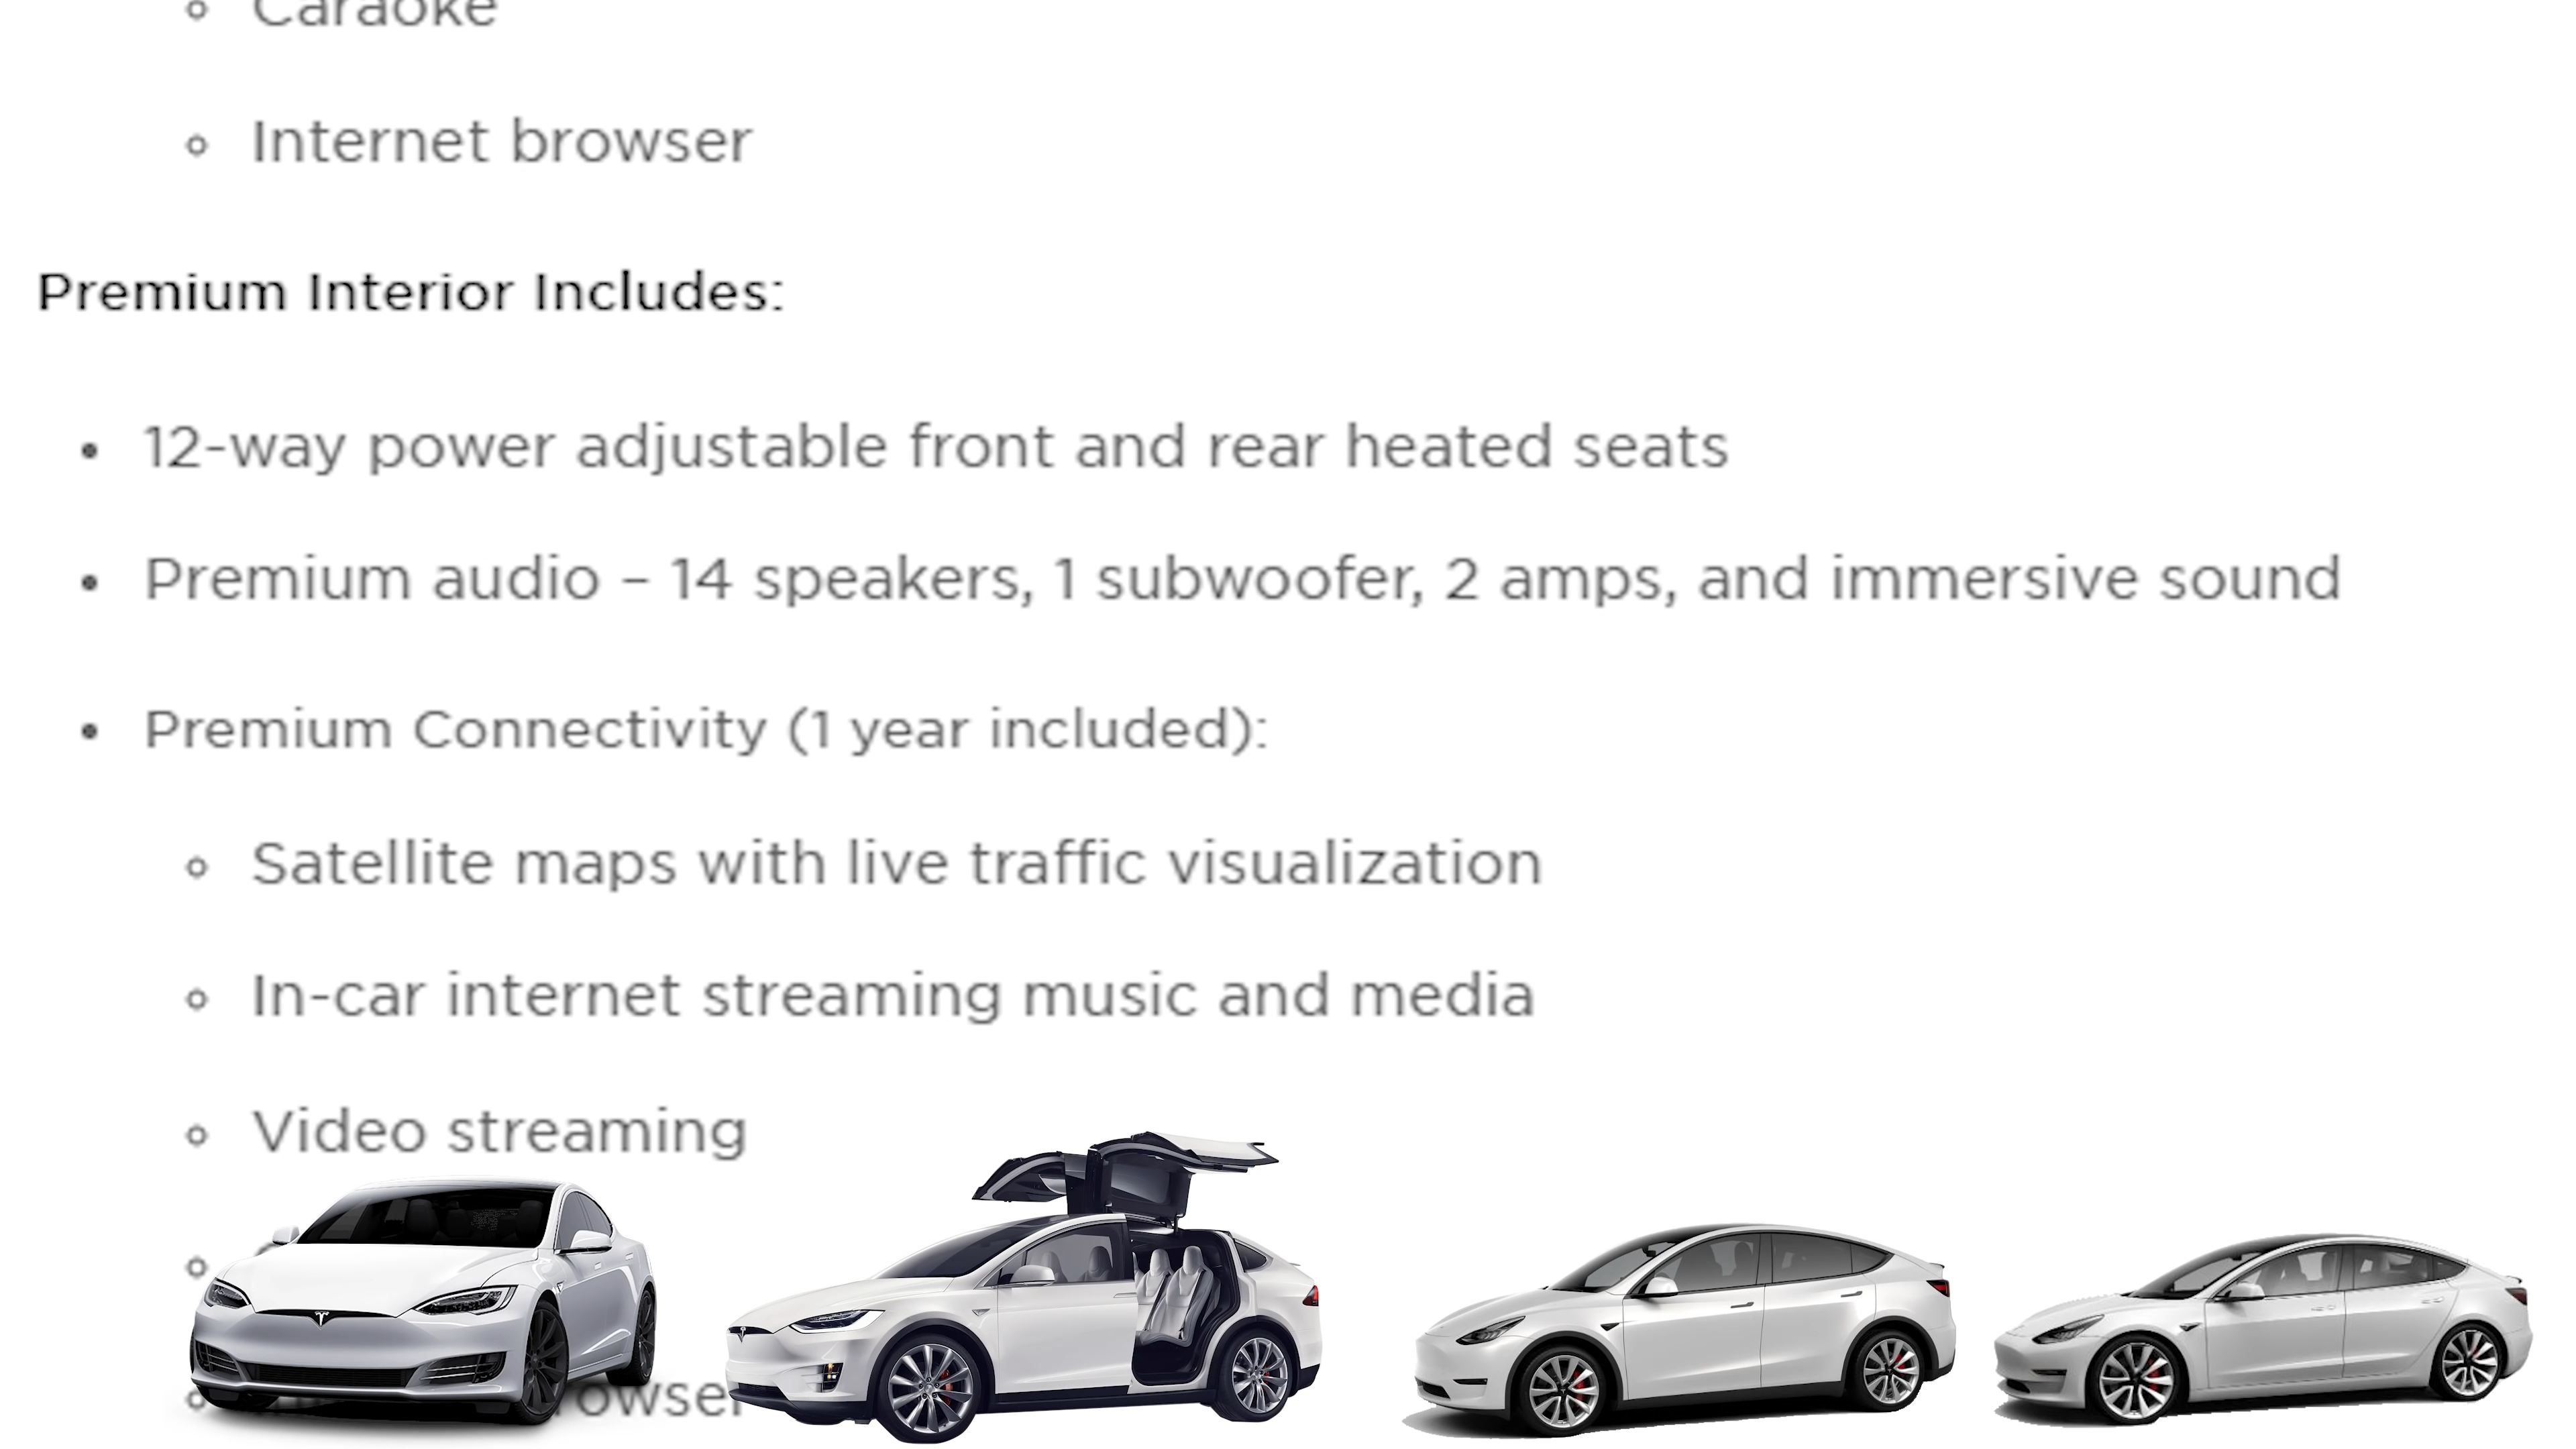 Caraoke
Internet browser
Premium Interior Includes:
12-way power adjustable front and rear heated seats
Premium audio – 14 speakers, 1 subwoofer, 2 amps, and immersive sound
Premium Connectivity (1 year included):
Satellite maps with live traffic visualization
In-car internet streaming music and media
Video streaming